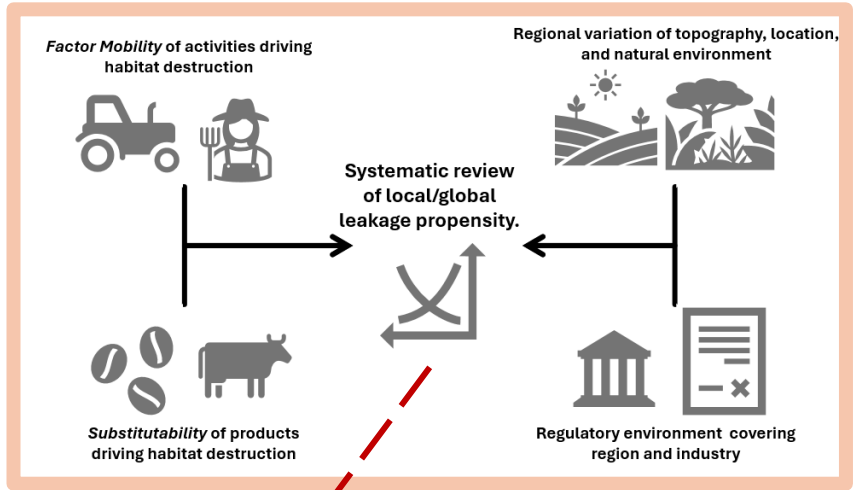 Factor Mobility of activities driving
habitat destruction
Regional variation of topography, location,
and natural environment
Systematic review
of local/global
leakage propensity.
Substitutability of products
driving habitat destruction
Regulatory environment covering
region and industry